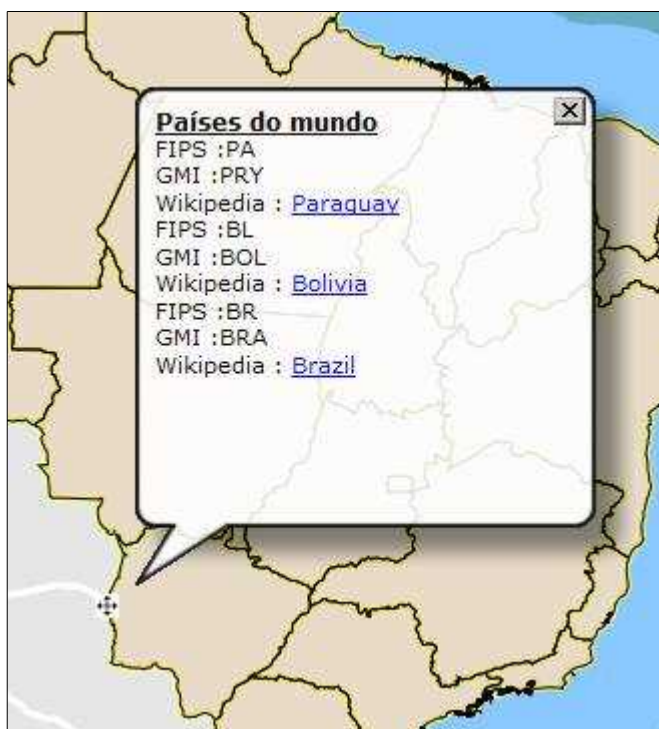 Países do mundo
FIPS :PA
GMI :PRY
Wikipedia : Paraguay
FIPS :BL
GMI :BOL
Wikipedia : Bolivia
FIPS :BR
GMI :BRA
Wikipedia : Brazil